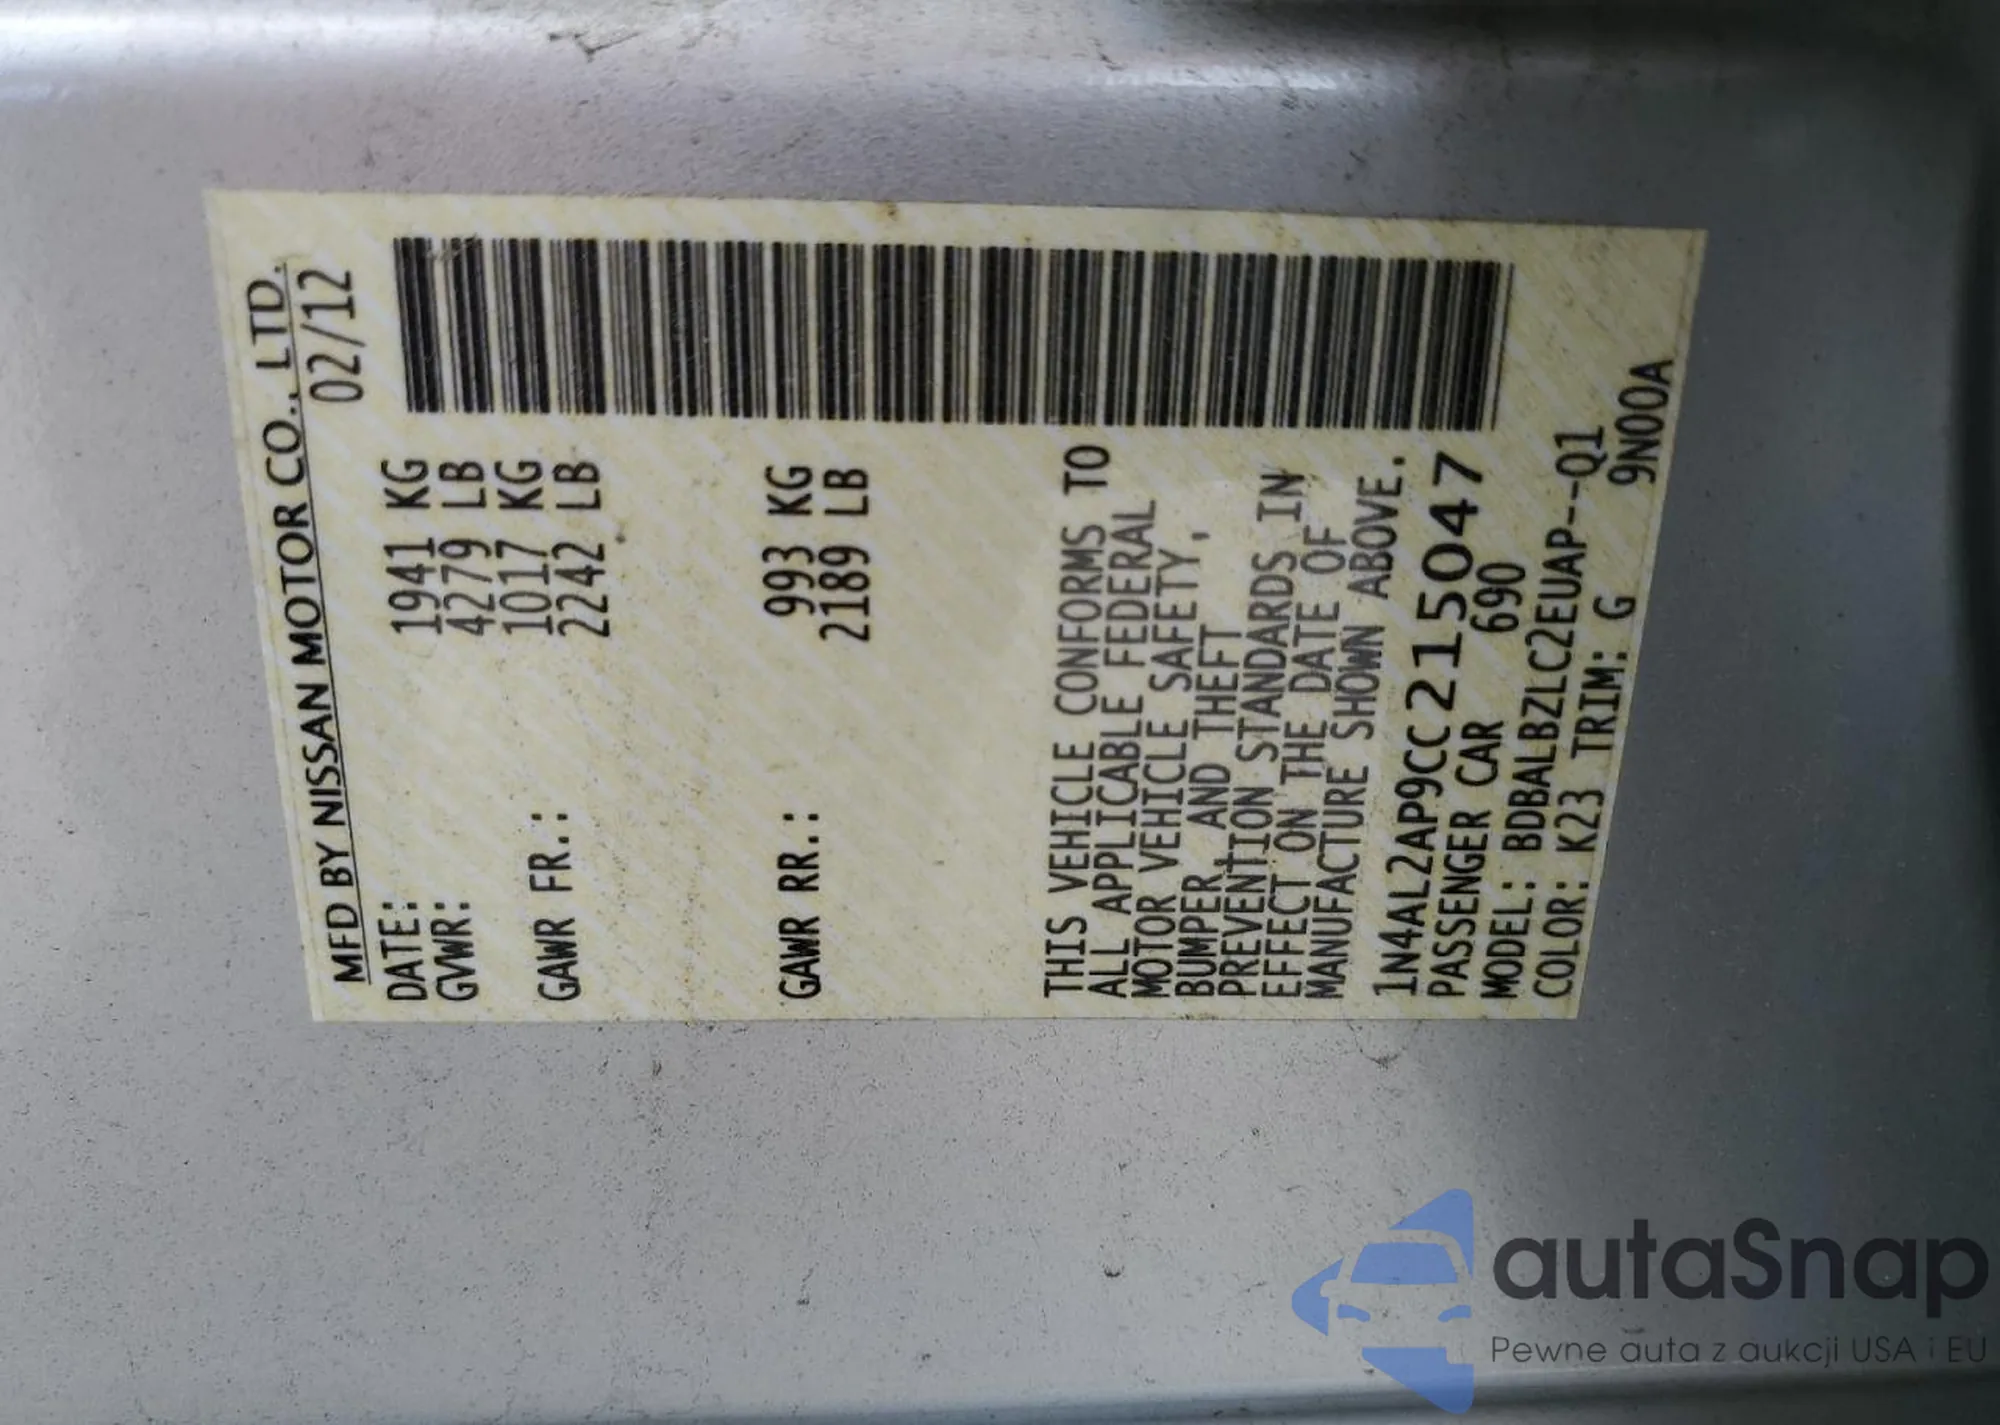 MFD BY NISSAN MOTOR CO., LTD.
DATE: 02/12
GVWR: 1941 KG
4279 LB
GAWR FR.: 1017 KG
2242 LB
GAWR RR.: 993 KG
2189 LB
THIS VEHICLE CONFORMS TO
ALL APPLICABLE FEDERAL
MOTOR VEHICLE SAFETY,
BUMPER, AND THEFT
PREVENTION STANDARDS IN
EFFECT ON THE DATE OF
MANUFACTURE SHOWN ABOVE.
1N4AL2AP9CC215047
PASSENGER CAR 690
MODEL: BDBALBZLC2EUAP--Q1
COLOR: K23 TRIM: G 9N00A
autaSnap
Pewne auta z aukcji USA i EU